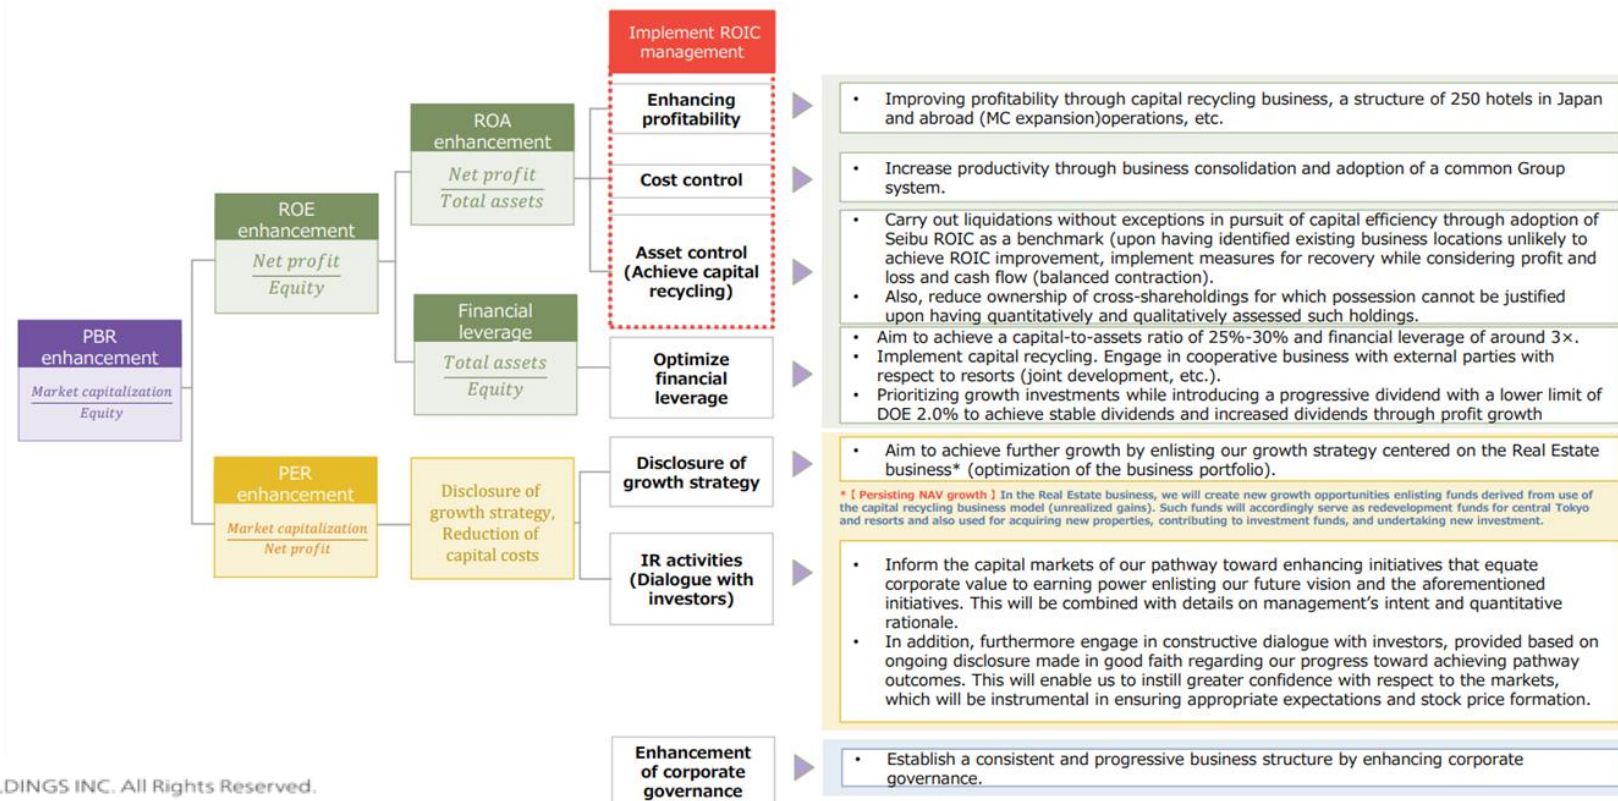 Implement ROIC
management
PBR
enhancement
Market capitalization
Equity
ROE
enhancement
Net profit
Equity
PER
enhancement
Market capitalization
Net profit
ROA
enhancement
Net profit
Total assets
Financial
leverage
Total assets
Equity
Disclosure of
growth strategy,
Reduction of
capital costs
Enhancing
profitability
• Improving profitability through capital recycling business, a structure of 250 hotels in Japan
and abroad (MC expansion)operations, etc.
Cost control
• Increase productivity through business consolidation and adoption of a common Group
system.
Asset control
(Achieve capital
recycling)
• Carry out liquidations without exceptions in pursuit of capital efficiency through adoption of
Seibu ROIC as a benchmark (upon having identified existing business locations unlikely to
achieve ROIC improvement, implement measures for recovery while considering profit and
loss and cash flow (balanced contraction).
• Also, reduce ownership of cross-shareholdings for which possession cannot be justified
upon having quantitatively and qualitatively assessed such holdings.
Optimize
financial
leverage
• Aim to achieve a capital-to-assets ratio of 25%-30% and financial leverage of around 3×.
• Implement capital recycling. Engage in cooperative business with external parties with
respect to resorts (joint development, etc.).
• Prioritizing growth investments while introducing a progressive dividend with a lower limit of
DOE 2.0% to achieve stable dividends and increased dividends through profit growth
Disclosure of
growth strategy
• Aim to achieve further growth by enlisting our growth strategy centered on the Real Estate
business* (optimization of the business portfolio).
*【Persisting NAV growth】In the Real Estate business, we will create new growth opportunities enlisting funds derived from use of
the capital recycling business model (unrealized gains). Such funds will accordingly serve as redevelopment funds for central Tokyo
and resorts and also used for acquiring new properties, contributing to investment funds, and undertaking new investment.
IR activities
(Dialogue with
investors)
• Inform the capital markets of our pathway toward enhancing initiatives that equate
corporate value to earning power enlisting our future vision and the aforementioned
initiatives. This will be combined with details on management's intent and quantitative
rationale.
• In addition, furthermore engage in constructive dialogue with investors, provided based on
ongoing disclosure made in good faith regarding our progress toward achieving pathway
outcomes. This will enable us to instill greater confidence with respect to the markets,
which will be instrumental in ensuring appropriate expectations and stock price formation.
Enhancement
of corporate
governance
• Establish a consistent and progressive business structure by enhancing corporate
governance.
LDINGS INC. All Rights Reserved.